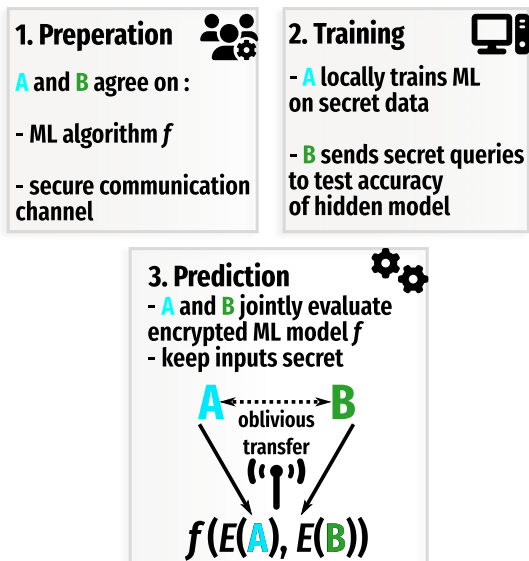 1. Preperation
A and B agree on :
- ML algorithm f
- secure communication
channel
2. Training
- A locally trains ML
on secret data
- B sends secret queries
to test accuracy
of hidden model
3. Prediction
- A and B jointly evaluate
encrypted ML model f
- keep inputs secret
A B
oblivious
transfer
f(E(A), E(B))